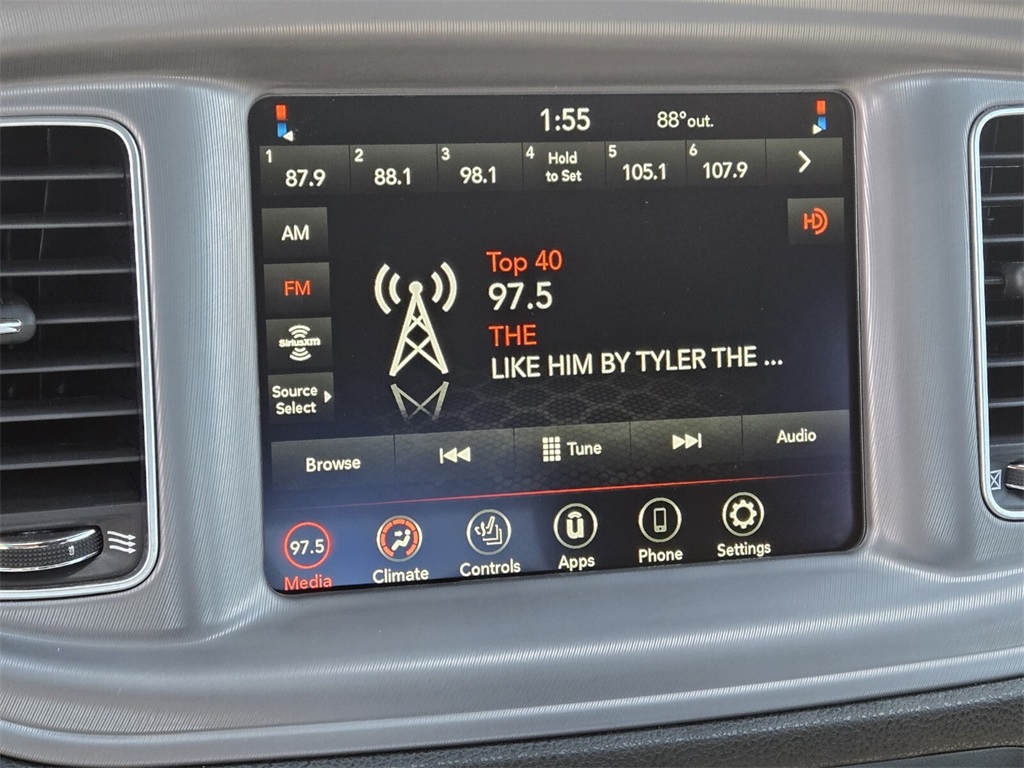 1:55 88° out.
1 87.9 2 88.1 3 98.1 4 Hold to Set 5 105.1 6 107.9
AM
HD
Top 40
FM
97.5
THE
SiriusXM
LIKE HIM BY TYLER THE ...
Source
Select
Browse Tune Audio
97.5
Media Climate Controls Apps Phone Settings